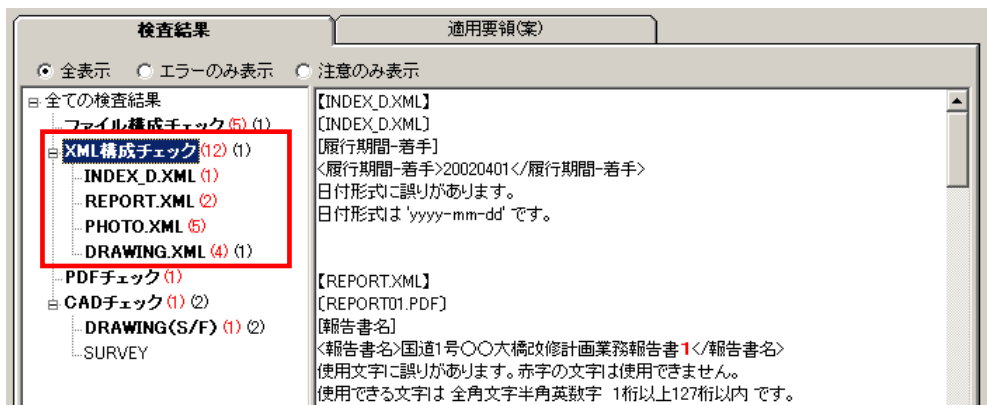 検査結果
適用要領(案)
全表示 エラーのみ表示 注意のみ表示
全ての検査結果
ファイル構成チェック (5) (1)
XML構成チェック (12) (1)
INDEX_D.XML (1)
REPORT.XML (2)
PHOTO.XML (5)
DRAWING.XML (4) (1)
PDFチェック (1)
CADチェック (1) (2)
DRAWING(S/F) (1) (2)
SURVEY
【INDEX_D.XML】
〔INDEX_D.XML〕
[履行期間-着手]
<履行期間-着手>20020401</履行期間-着手>
日付形式に誤りがあります。
日付形式は 'yyyy-mm-dd' です。
【REPORT.XML】
〔REPORT01.PDF〕
[報告書名]
<報告書名>国道1号〇〇大橋改修計画業務報告書1</報告書名>
使用文字に誤りがあります。赤字の文字は使用できません。
使用できる文字は 全角文字半角英数字 1桁以上127桁以内 です。